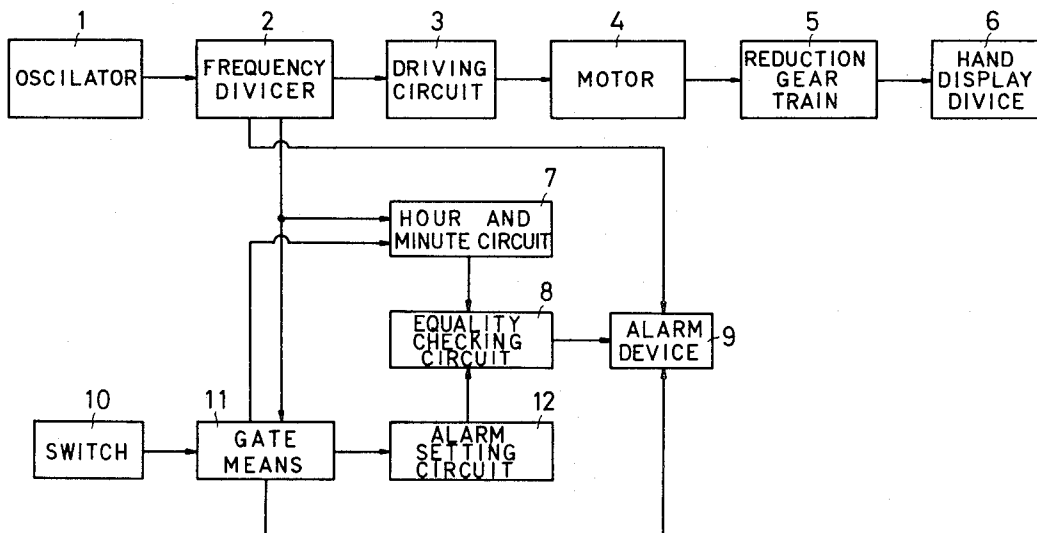 1
2
3
4
5
6
OSCILATOR
FREQUENCY
DIVICER
DRIVING
CIRCUIT
MOTOR
REDUCTION
GEAR
TRAIN
HAND
DISPLAY
DIVICE
7
HOUR AND
MINUTE CIRCUIT
8
EQUALITY
CHECKING
CIRCUIT
ALARM
DEVICE
9
10
11
12
SWITCH
GATE
MEANS
ALARM
SETTING
CIRCUIT